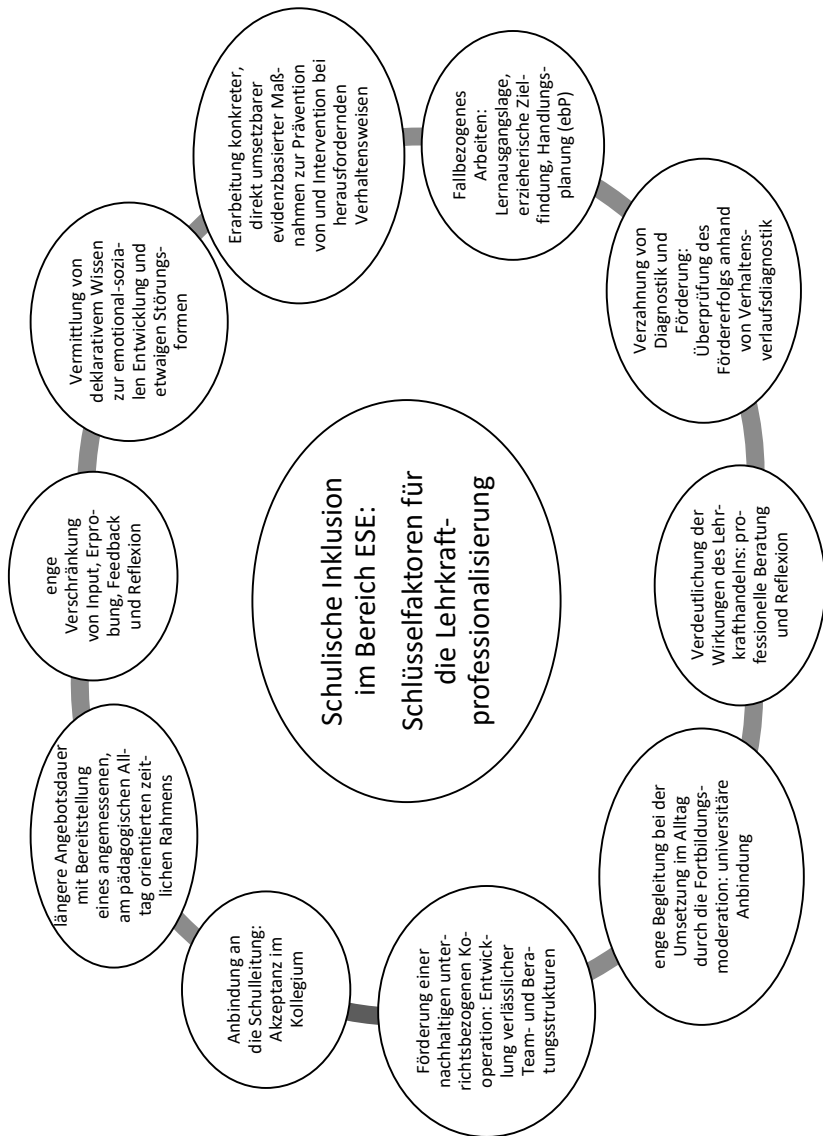 Schulische Inklusion
im Bereich ESE:
Schlüsselfaktoren für
die Lehrkraft-
professionalisierung
enge
Verschränkung
von Input, Erpro-
bung, Feedback
und Reflexion
Vermittlung von
deklarativem Wissen
zur emotional-sozia-
len Entwicklung und
etwaigen Störungs-
formen
Erarbeitung konkreter,
direkt umsetzbarer
evidenzbasierter Maß-
nahmen zur Prävention
von und Intervention bei
herausfordernden
Verhaltensweisen
Fallbezogenes
Arbeiten:
Lernausgangslage,
erzieherische Ziel-
findung, Handlungs-
planung (ebP)
Verzahnung von
Diagnostik und
Förderung:
Überprüfung des
Fördererfolgs anhand
von Verhaltens-
verlaufsdiagnostik
Verdeutlichung der
Wirkungen des Lehr-
krafthandelns: pro-
fessionelle Beratung
und Reflexion
enge Begleitung bei der
Umsetzung im Alltag
durch die Fortbildungs-
moderation: universitäre
Anbindung
Förderung einer
nachhaltigen unter-
richtsbezogenen Ko-
operation: Entwick-
lung verlässlicher
Team- und Bera-
tungsstrukturen
Anbindung an
die Schulleitung:
Akzeptanz im
Kollegium
längere Angebotsdauer
mit Bereitstellung
eines angemessenen,
am pädagogischen All-
tag orientierten zeit-
lichen Rahmens